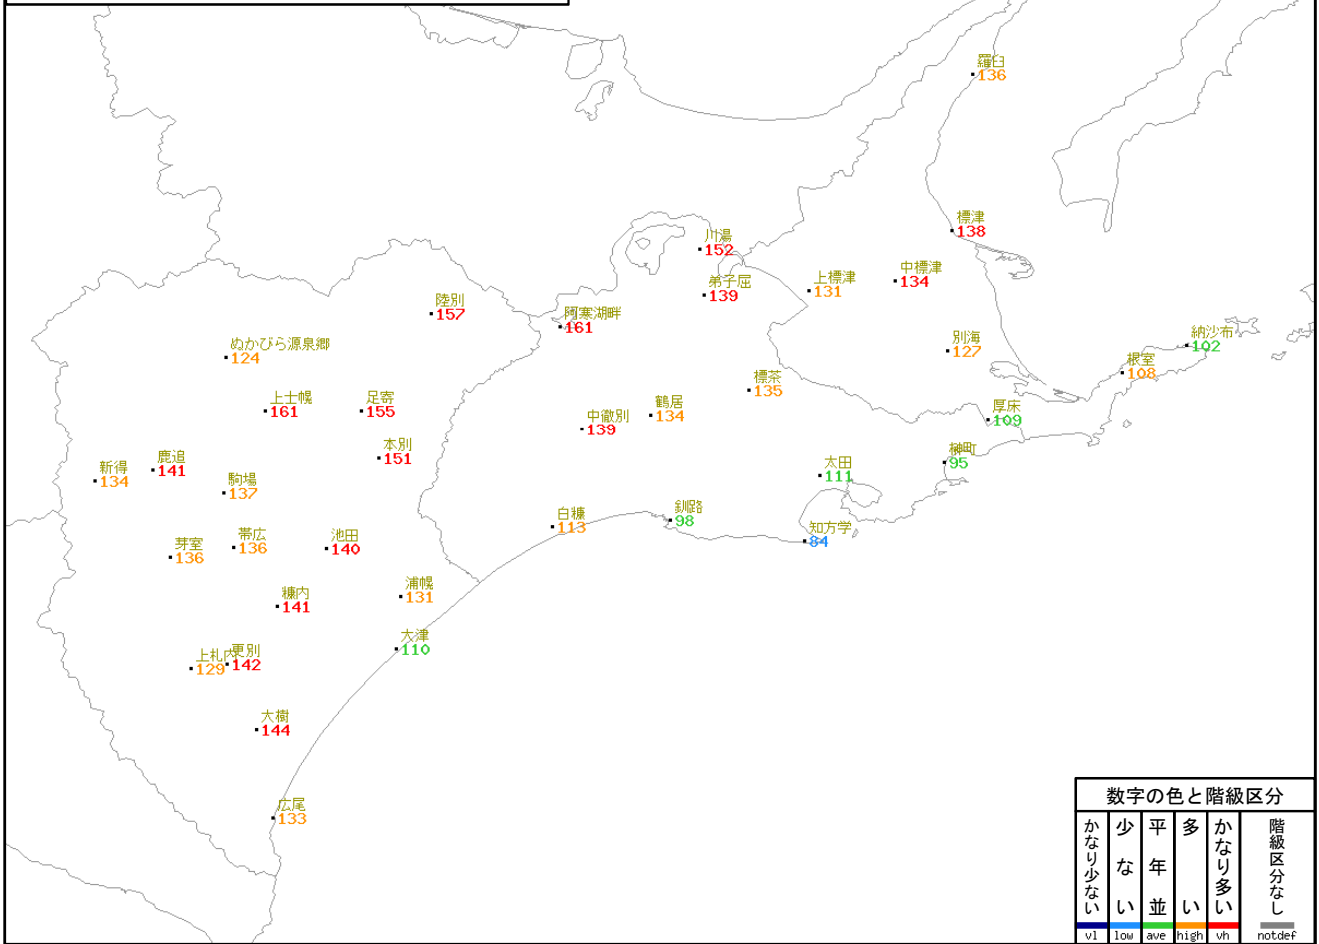 羅臼
136
標津
138
川湯
152
中標津
134
上標津
131
弟子屈
139
陸別
157
阿寒湖畔
161
ぬかびら源泉郷
124
納沙布
102
別海
127
根室
108
標茶
135
上士幌
161
足寄
155
鶴居
134
中徹別
139
厚床
109
本別
151
榊町
95
鹿追
141
新得
134
太田
111
駒場
137
白糠
113
釧路
98
知方学
84
芽室
136
帯広
136
池田
140
浦幌
131
糠内
141
大津
110
上札内
129
更別
142
大樹
144
広尾
133
数字の色と階級区分
かなり少ない
少ない
平年並
多い
かなり多い
階級区分なし
vl low ave high vh notdef